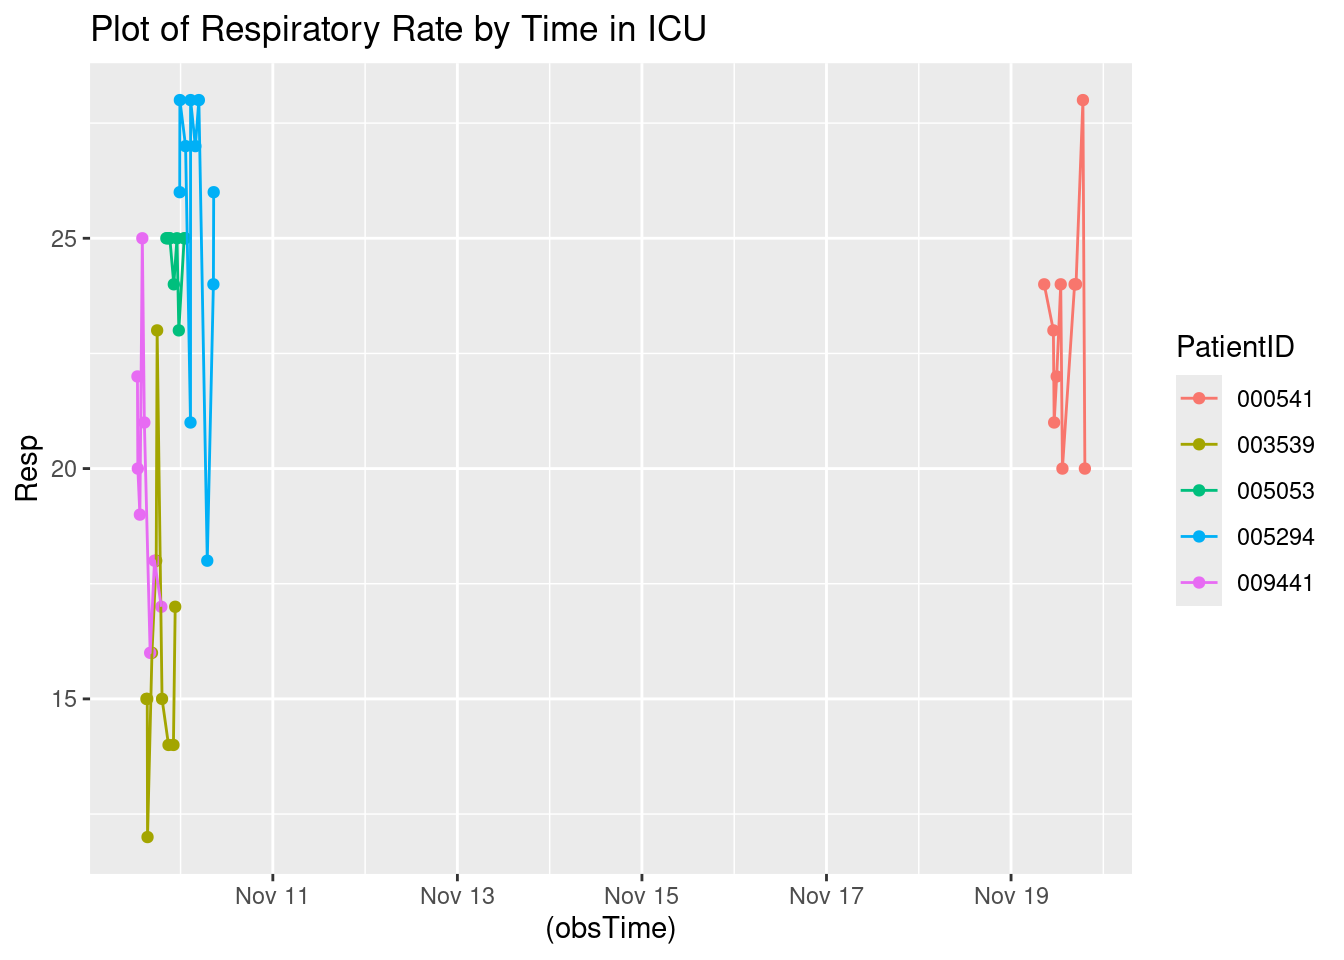 Plot of Respiratory Rate by Time in ICU
Resp
25
20
15
Nov 11 Nov 13 Nov 15 Nov 17 Nov 19
(obsTime)
PatientID
000541
003539
005053
005294
009441